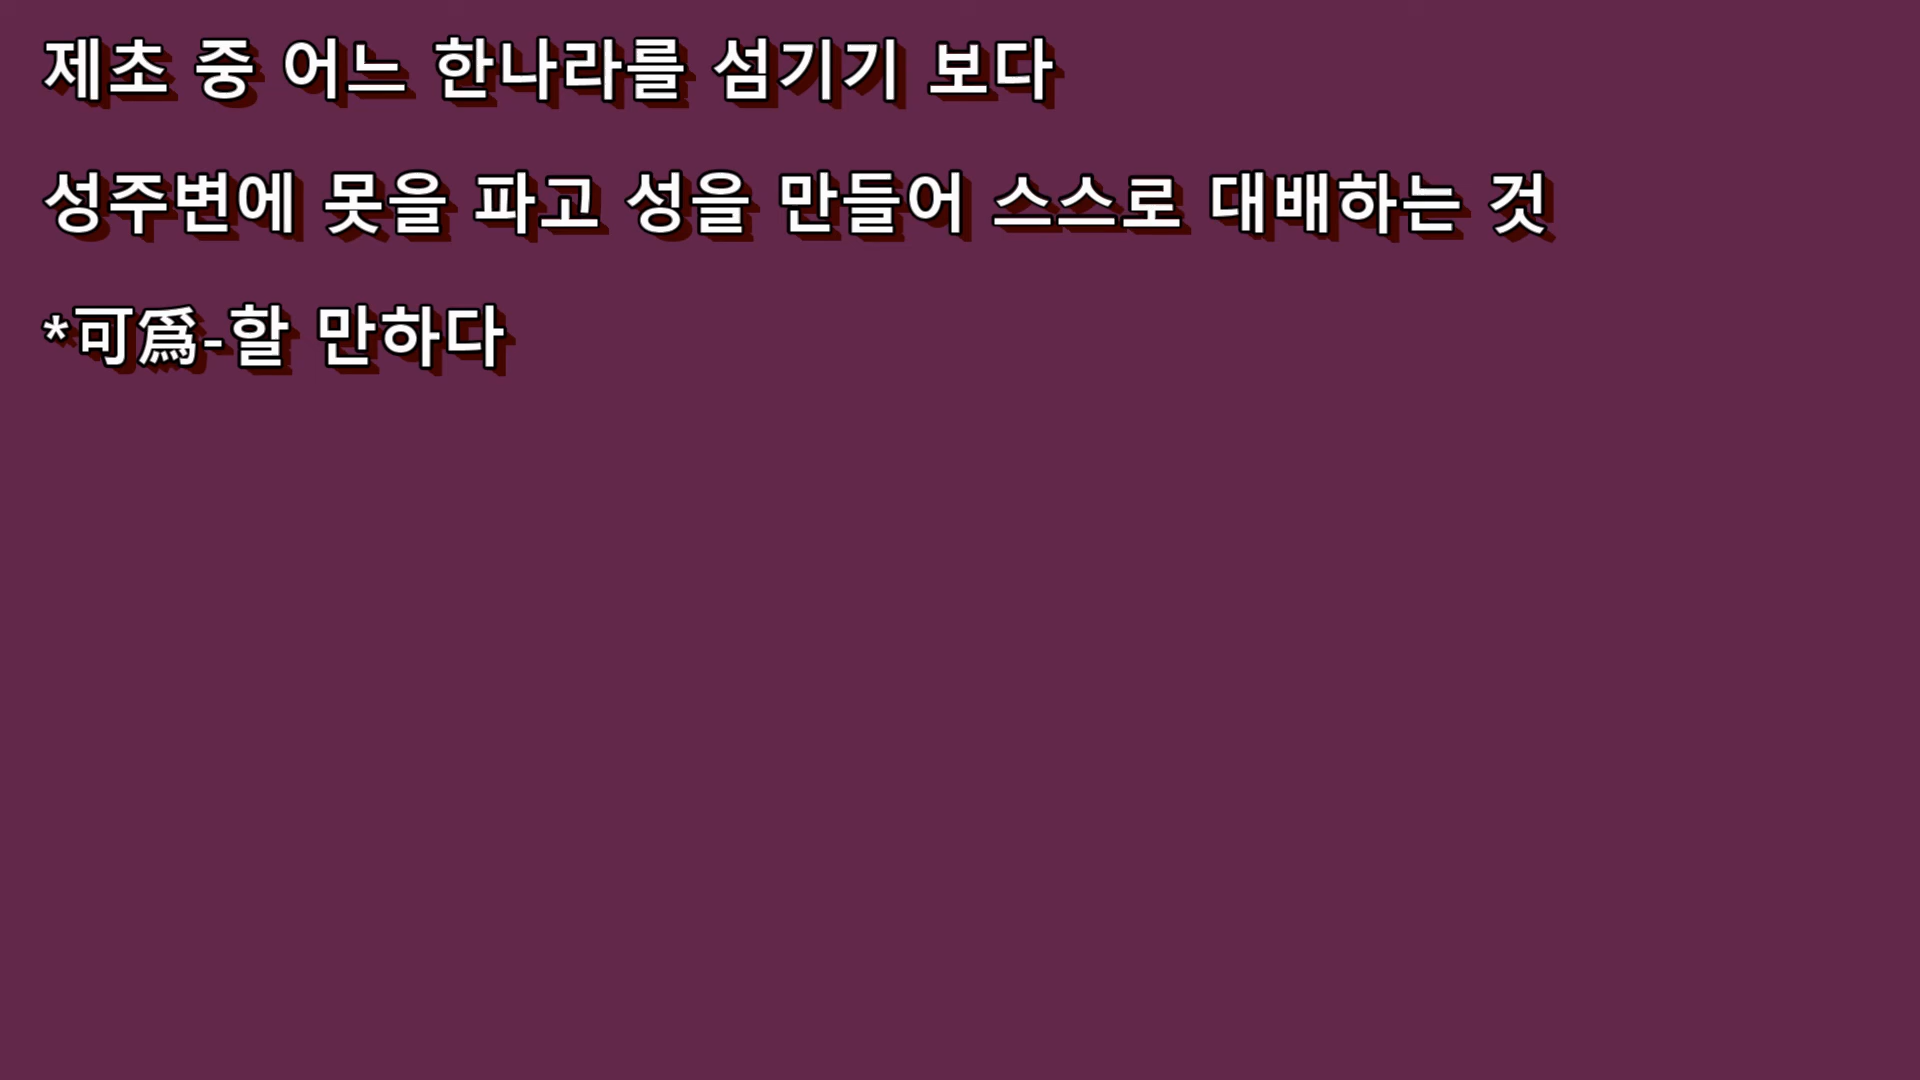 제초 중 어느 한나라를 섬기기 보다
성주변에 못을 파고 성을 만들어 스스로 대배하는 것
*可爲-할 만하다